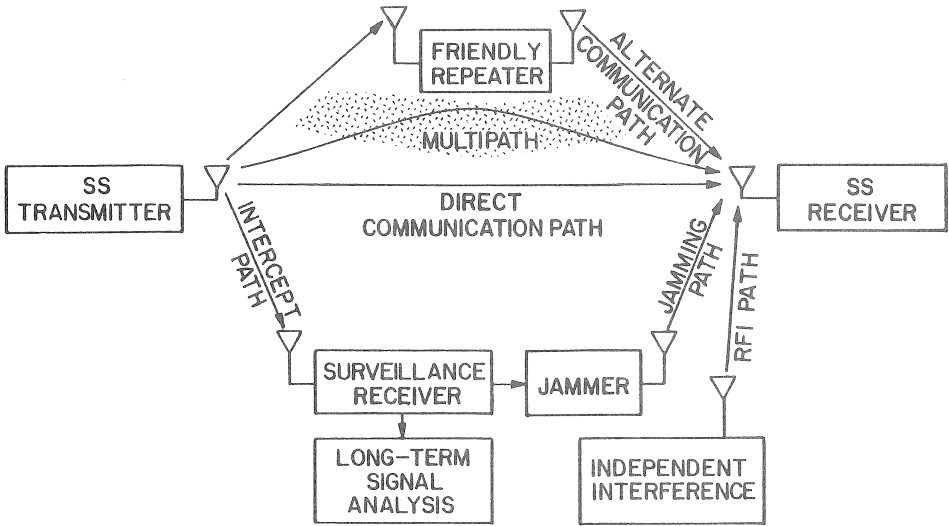 FRIENDLY
REPEATER
ALTERNATE
COMMUNICATION
PATH
MULTIPATH
SS
TRANSMITTER
DIRECT
COMMUNICATION PATH
SS
RECEIVER
INTERCEPT
PATH
JAMMING
PATH
RFI PATH
SURVEILLANCE
RECEIVER
JAMMER
LONG-TERM
SIGNAL
ANALYSIS
INDEPENDENT
INTERFERENCE